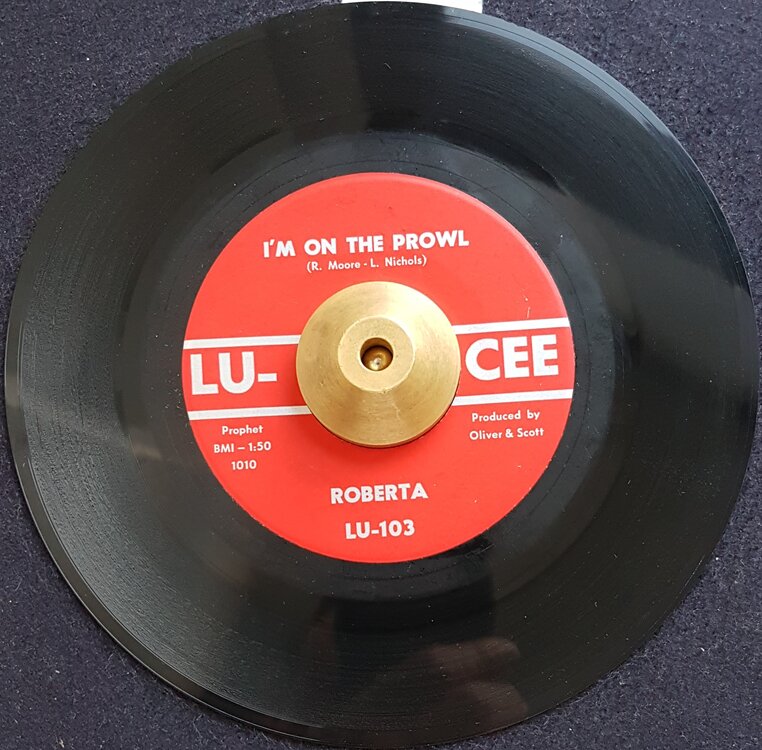 I'M ON THE PROWL
(R. Moore - L. Nichols)
LU-CEE
Prophet
BMI – 1:50
1010
Produced by
Oliver & Scott
ROBERTA
LU-103